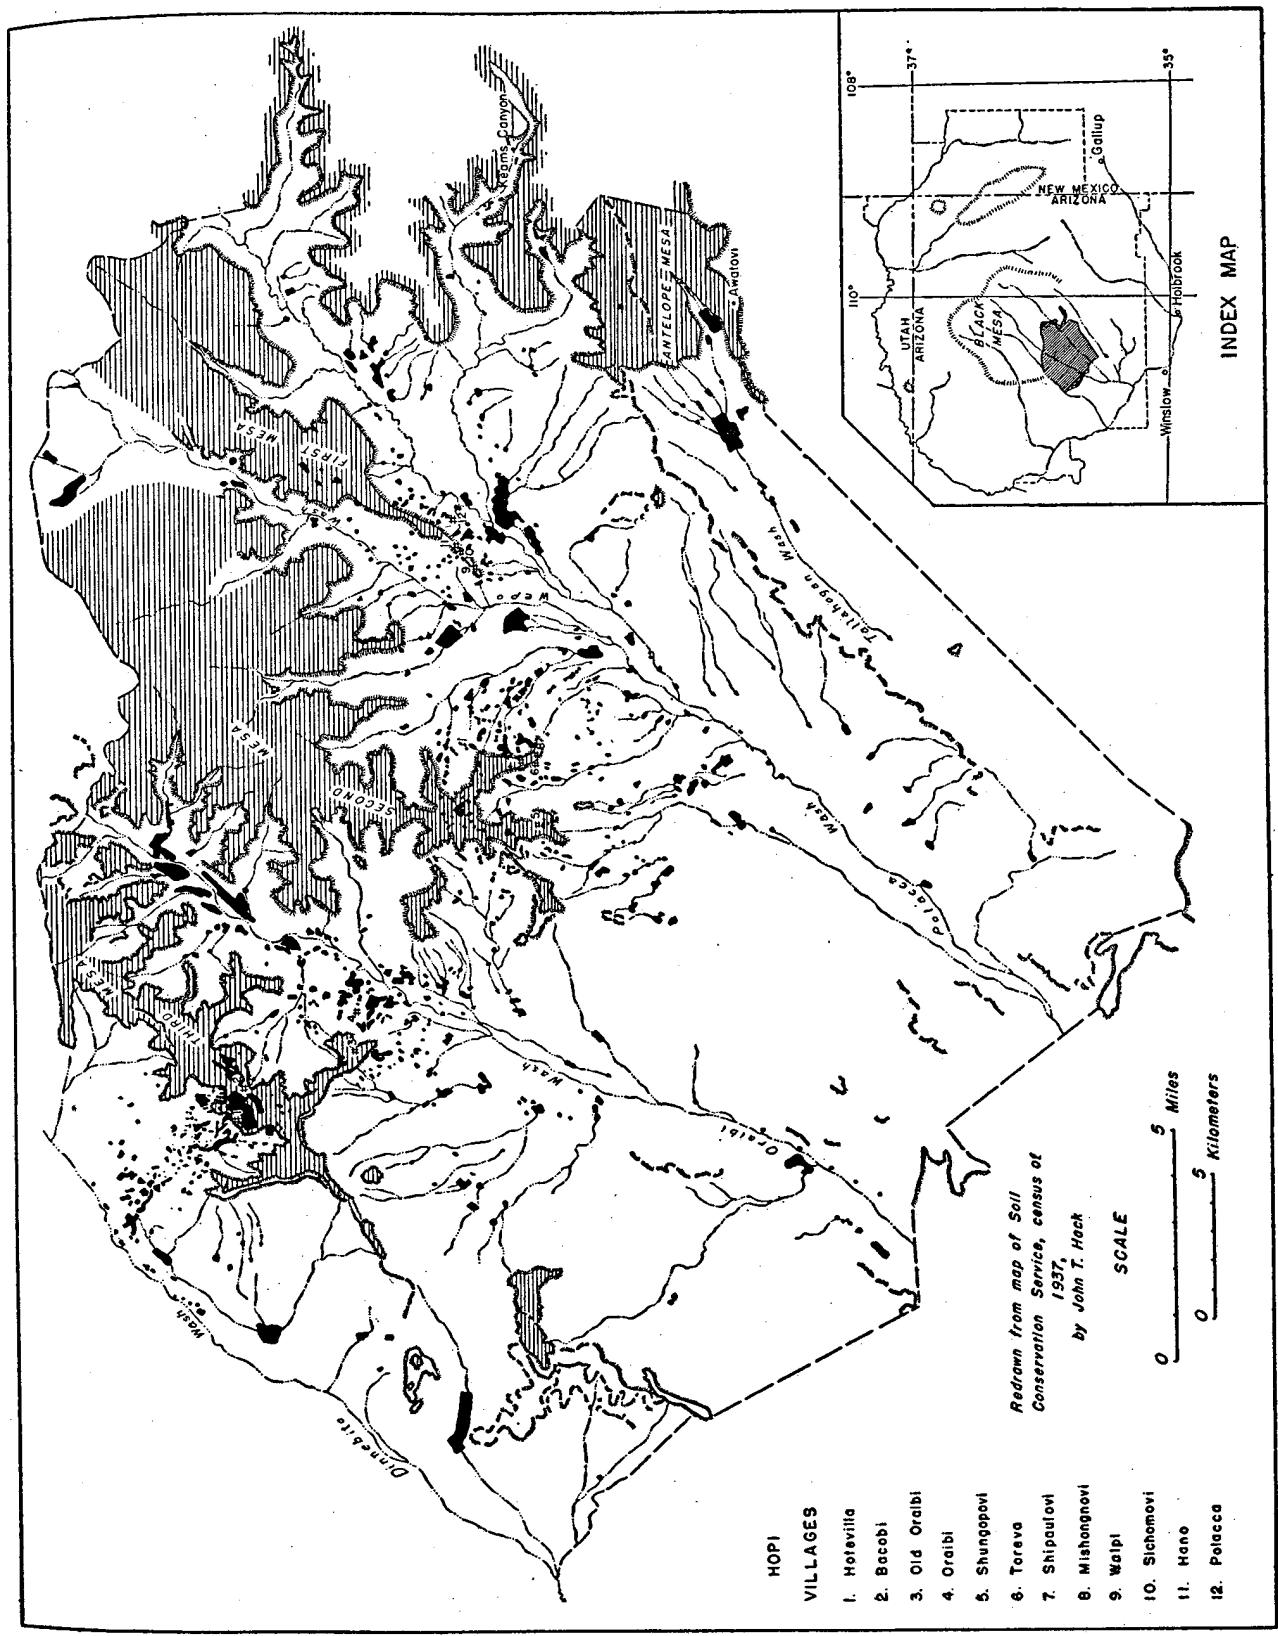 HOPI
VILLAGES
1. Hotevilla
2. Bacobi
3. Old Oraibi
4. Oraibi
5. Shungopovi
6. Toreva
7. Shipaulovi
8. Mishongnovi
9. Walpi
10. Sichomovi
11. Hano
12. Polacca
Redrawn from map of Soil
Conservation Service, census of
1937,
by John T. Hack
SCALE
0 5 Miles
0 5 Kilometers
Dinnebito
Wash
Oraibi
Wash
Polacca
Wash
Wepo
Wash
Tallahogan Wash
THIRD
MESA
SECOND
MESA
FIRST
MESA
ANTELOPE MESA
Awatovi
Keams Canyon
INDEX MAP
108°
110°
37°
35°
UTAH
ARIZONA
NEW MEXICO
ARIZONA
BLACK
MESA
Gallup
Holbrook
Winslow